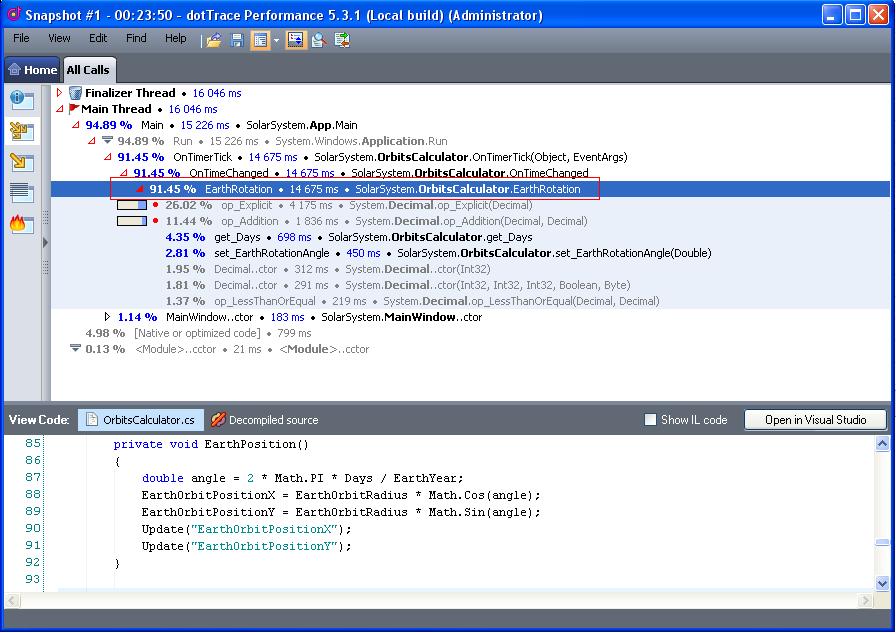 Snapshot #1 - 00:23:50 - dotTrace Performance 5.3.1 (Local build) (Administrator)
File View Edit Find Help
Home All Calls
Finalizer Thread • 16 046 ms
Main Thread • 16 046 ms
94.89 % Main • 15 226 ms • SolarSystem.App.Main
94.89 % Run • 15 226 ms • System.Windows.Application.Run
91.45 % OnTimerTick • 14 675 ms • SolarSystem.OrbitsCalculator.OnTimerTick(Object, EventArgs)
91.45 % OnTimeChanged • 14 675 ms • SolarSystem.OrbitsCalculator.OnTimeChanged
91.45 % EarthRotation • 14 675 ms • SolarSystem.OrbitsCalculator.EarthRotation
26.02 % op_Explicit • 4 175 ms • System.Decimal.op_Explicit(Decimal)
11.44 % op_Addition • 1 836 ms • System.Decimal.op_Addition(Decimal, Decimal)
4.35 % get_Days • 698 ms • SolarSystem.OrbitsCalculator.get_Days
2.81 % set_EarthRotationAngle • 450 ms • SolarSystem.OrbitsCalculator.set_EarthRotationAngle(Double)
1.95 % Decimal..ctor • 312 ms • System.Decimal..ctor(Int32)
1.81 % Decimal..ctor • 291 ms • System.Decimal..ctor(Int32, Int32, Int32, Boolean, Byte)
1.37 % op_LessThanOrEqual • 219 ms • System.Decimal.op_LessThanOrEqual(Decimal, Decimal)
1.14 % MainWindow..ctor • 183 ms • SolarSystem.MainWindow..ctor
4.98 % [Native or optimized code] • 799 ms
0.13 % <Module>..cctor • 21 ms • <Module>..cctor
View Code: OrbitsCalculator.cs Decompiled source Show IL code Open in Visual Studio
85 private void EarthPosition()
86 {
87 double angle = 2 * Math.PI * Days / EarthYear;
88 EarthOrbitPositionX = EarthOrbitRadius * Math.Cos(angle);
89 EarthOrbitPositionY = EarthOrbitRadius * Math.Sin(angle);
90 Update("EarthOrbitPositionX");
91 Update("EarthOrbitPositionY");
92 }
93